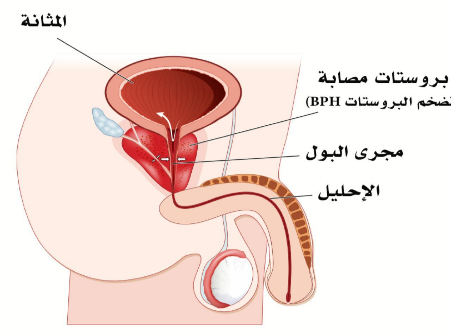 المثانة
بروستات مصابة
تضخم البروستات BPH)
مجرى البول
الإحليل